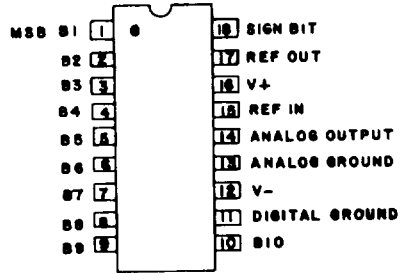 MSB B1 1 18 SIGN BIT
B2 2 17 REF OUT
B3 3 16 V+
B4 4 15 REF IN
B5 5 14 ANALOG OUTPUT
B6 6 13 ANALOG GROUND
B7 7 12 V-
B8 8 11 DIGITAL GROUND
B9 9 10 B10